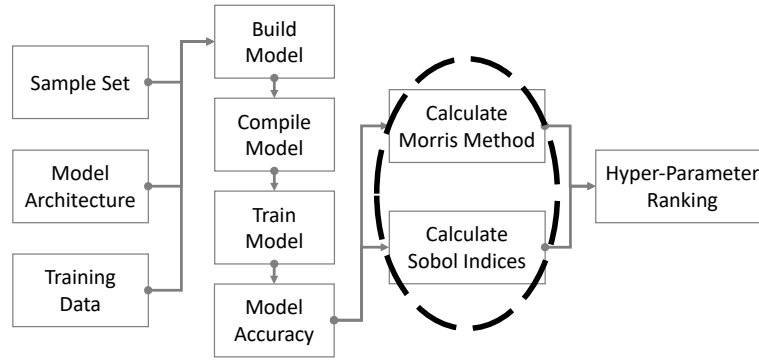 Sample Set
Model
Architecture
Training
Data
Build
Model
Compile
Model
Train
Model
Model
Accuracy
Calculate
Morris Method
Calculate
Sobol Indices
Hyper-Parameter
Ranking